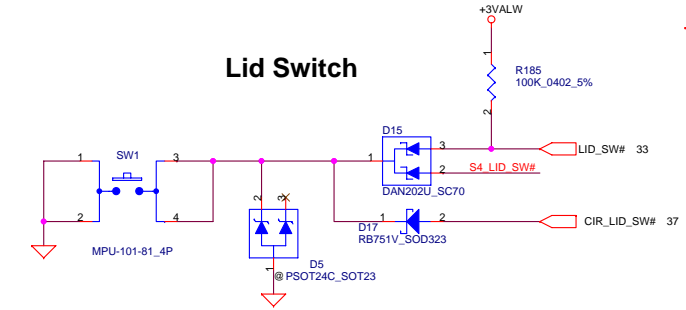 +3VALW
1
Lid Switch
R185
100K_0402_5%
2
D15
1
SW1
3
1
3
LID_SW# 33
2
S4_LID_SW#
DAN202U_SC70
2
3
2
4
D17
1
2
CIR_LID_SW# 37
RB751V_SOD323
MPU-101-81_4P
1
D5
@ PSOT24C_SOT23